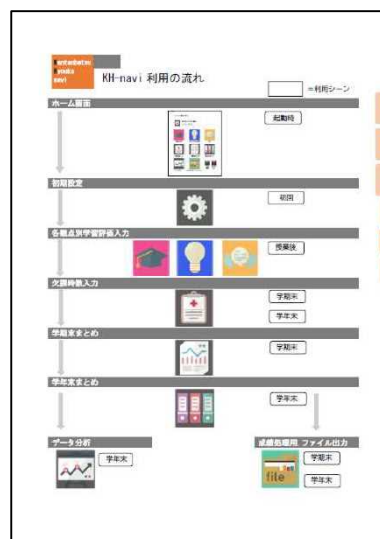 Kantenbetsu
Hyouka
navi
KH-navi 利用の流れ
=利用シーン
ホーム画面
起動時
初期設定
初回
各観点別学習評価入力
授業後
欠課時数入力
学期末
学年末
学期末まとめ
学期末
学年末まとめ
学年末
データ分析
学年末
成績処理用 ファイル出力
学期末
file
学年末